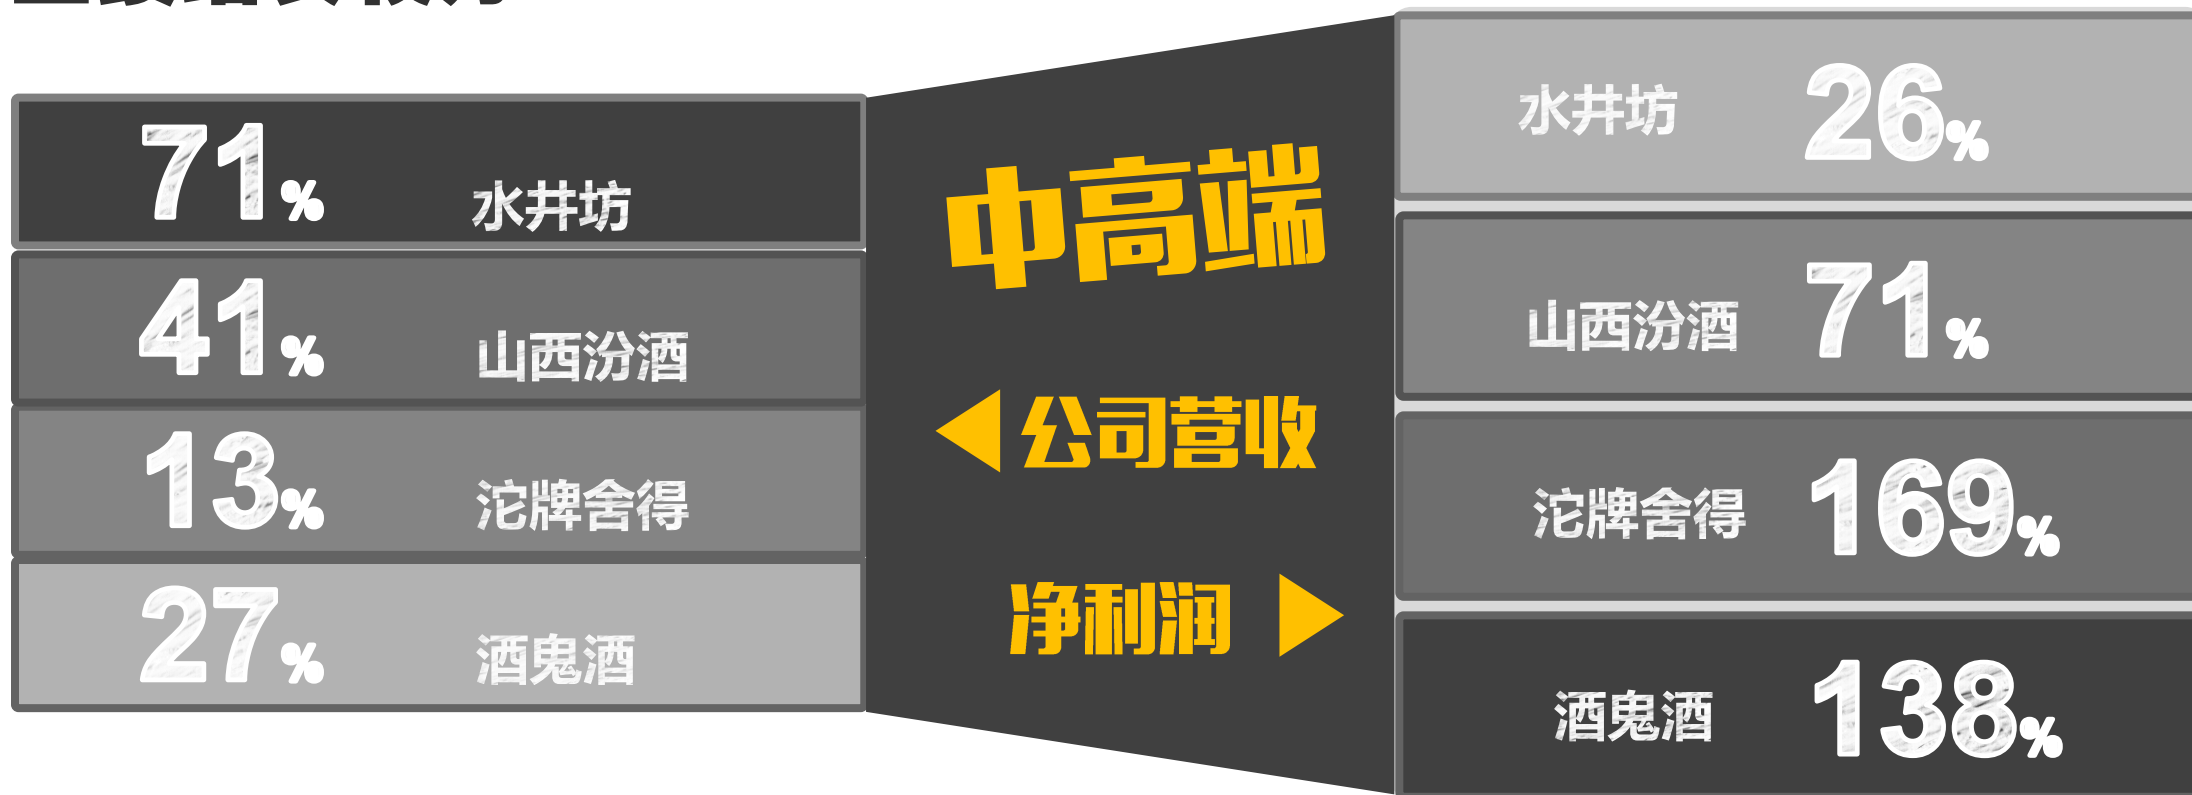 71% 水井坊
41% 山西汾酒
13% 沱牌舍得
27% 酒鬼酒
中高端
公司营收
净利润
水井坊 26%
山西汾酒 71%
沱牌舍得 169%
酒鬼酒 138%